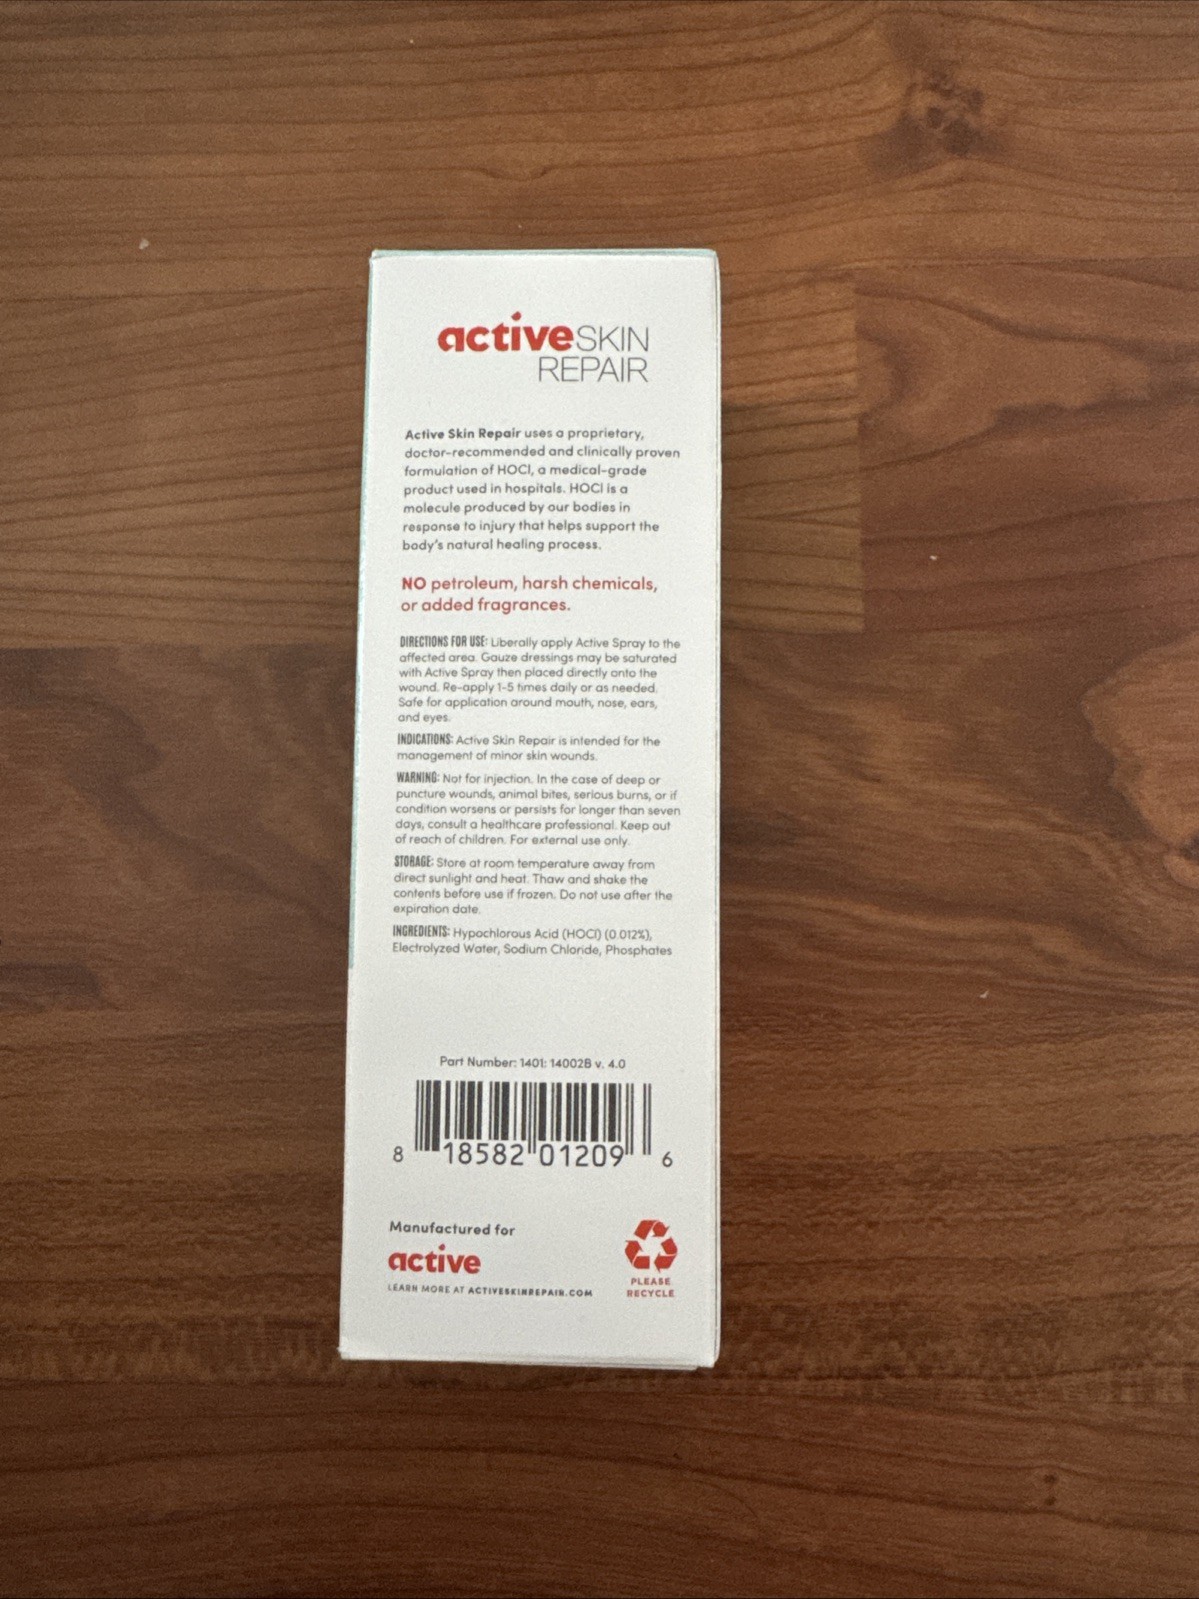 active SKIN
REPAIR
Active Skin Repair uses a proprietary,
doctor-recommended and clinically proven
formulation of HOCl, a medical-grade
product used in hospitals. HOCl is a
molecule produced by our bodies in
response to injury that helps support the
body's natural healing process.
NO petroleum, harsh chemicals,
or added fragrances.
DIRECTIONS FOR USE: Liberally apply Active Spray to the
affected area. Gauze dressings may be saturated
with Active Spray then placed directly onto the
wound. Re-apply 1-5 times daily or as needed.
Safe for application around mouth, nose, ears,
and eyes.
INDICATIONS: Active Skin Repair is intended for the
management of minor skin wounds.
WARNING: Not for injection. In the case of deep or
puncture wounds, animal bites, serious burns, or if
condition worsens or persists for longer than seven
days, consult a healthcare professional. Keep out
of reach of children. For external use only.
STORAGE: Store at room temperature away from
direct sunlight and heat. Thaw and shake the
contents before use if frozen. Do not use after the
expiration date.
INGREDIENTS: Hypochlorous Acid (HOCl) (0.012%),
Electrolyzed Water, Sodium Chloride, Phosphates
Part Number: 1401: 14002B v. 4.0
8 18582 01209 6
Manufactured for
active
LEARN MORE AT ACTIVESKINREPAIR.COM
PLEASE
RECYCLE